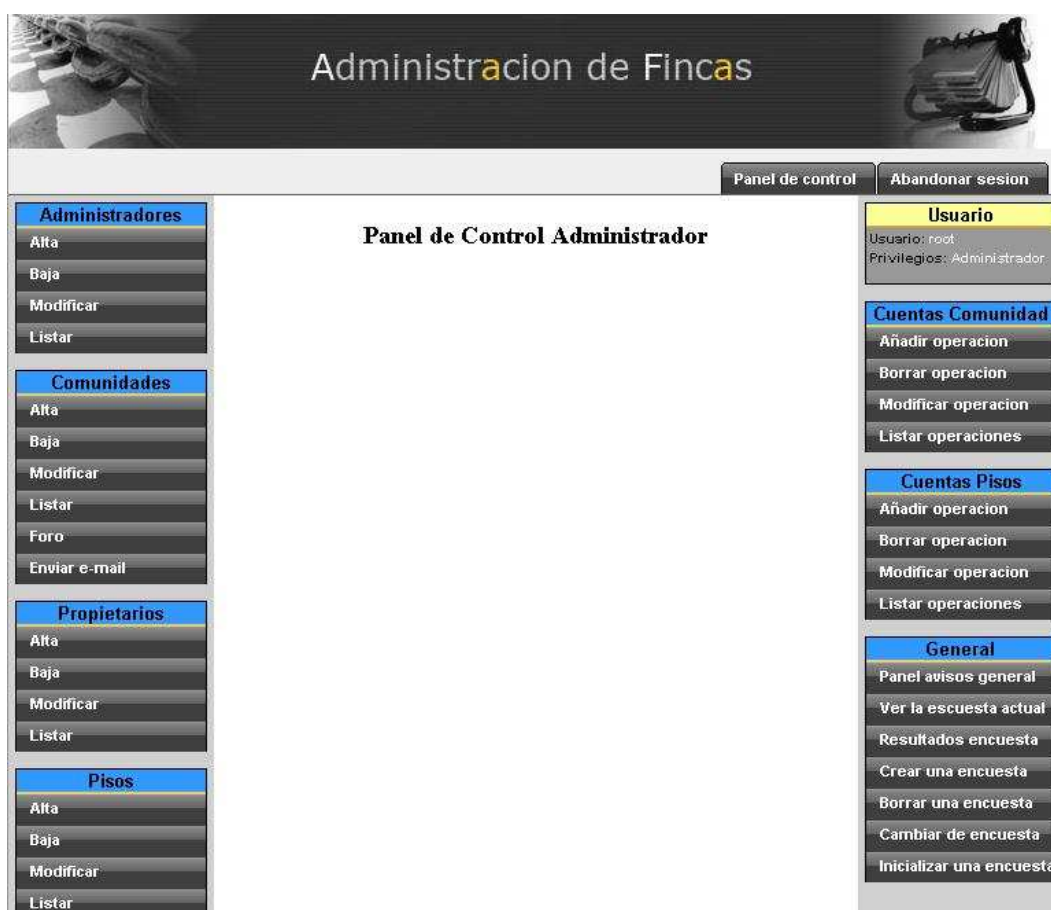 Administracion de Fincas
Panel de control
Abandonar sesion
Administradores
Alta
Baja
Modificar
Listar
Comunidades
Alta
Baja
Modificar
Listar
Foro
Enviar e-mail
Propietarios
Alta
Baja
Modificar
Listar
Pisos
Alta
Baja
Modificar
Listar
Panel de Control Administrador
Usuario
Usuario: root
Privilegios: Administrador
Cuentas Comunidad
Añadir operacion
Borrar operacion
Modificar operacion
Listar operaciones
Cuentas Pisos
Añadir operacion
Borrar operacion
Modificar operacion
Listar operaciones
General
Panel avisos general
Ver la escuesta actual
Resultados encuesta
Crear una encuesta
Borrar una encuesta
Cambiar de encuesta
Inicializar una encuesta